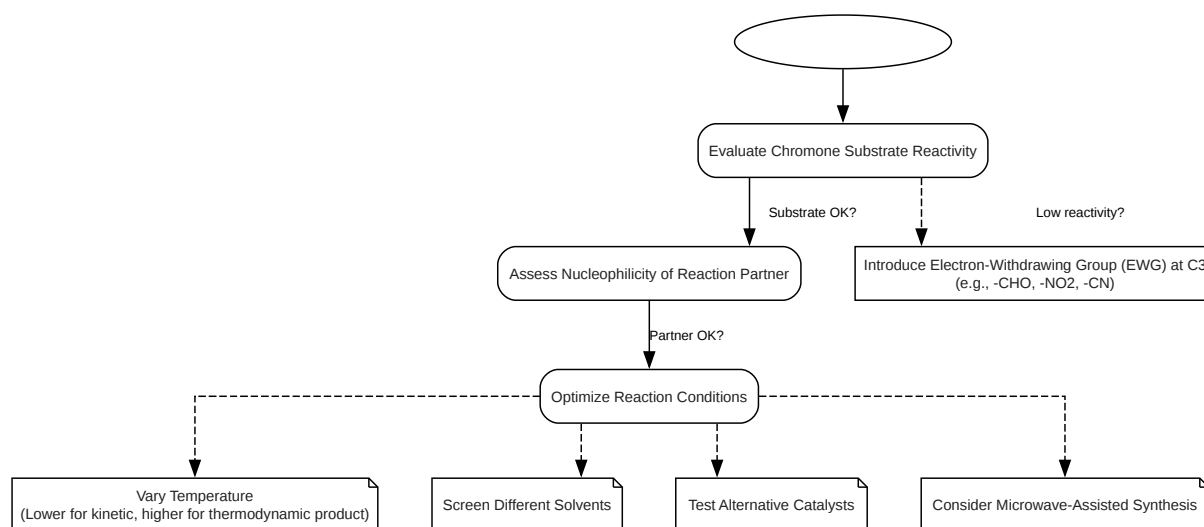 Evaluate Chromone Substrate Reactivity
Substrate OK?
Low reactivity?
Assess Nucleophilicity of Reaction Partner
Introduce Electron-Withdrawing Group (EWG) at C3
(e.g., -CHO, -NO2, -CN)
Partner OK?
Optimize Reaction Conditions
Vary Temperature
(Lower for kinetic, higher for thermodynamic product)
Screen Different Solvents
Test Alternative Catalysts
Consider Microwave-Assisted Synthesis